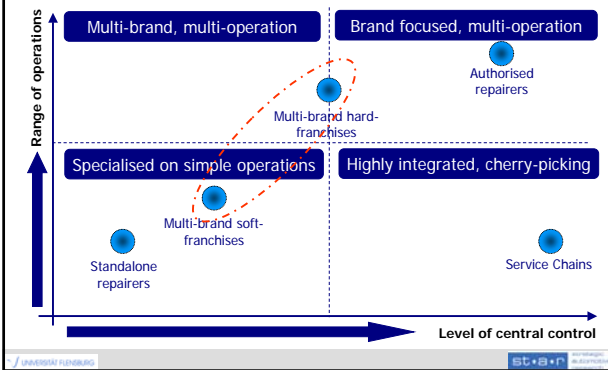 Multi-brand, multi-operation
Brand focused, multi-operation
Range of operations
Authorised
repairers
Multi-brand hard-
franchises
Specialised on simple operations
Highly integrated, cherry-picking
Multi-brand soft-
franchises
Standalone
repairers
Service Chains
Level of central control
UNIVERSITÄT FLENSBURG
st•a•r